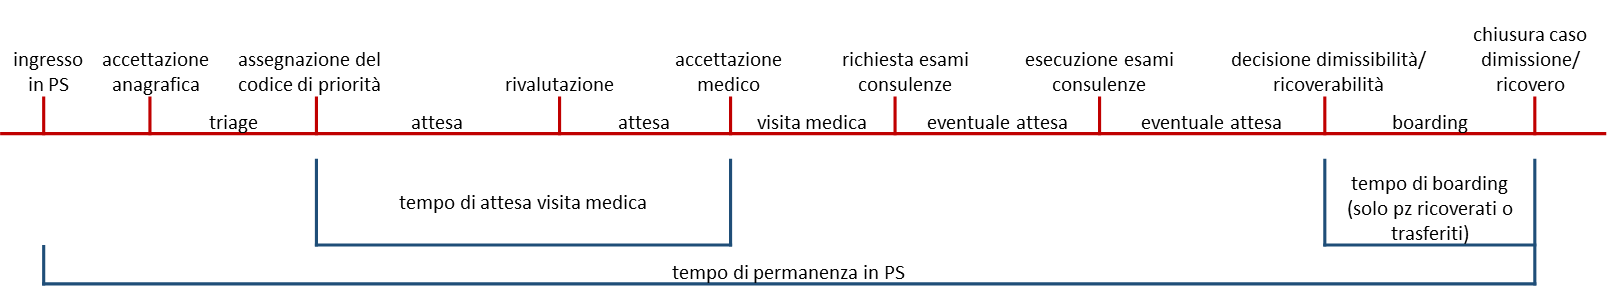 ingresso
in PS
accettazione
anagrafica
assegnazione del
codice di priorità
rivalutazione
accettazione
medico
richiesta esami
consulenze
esecuzione esami
consulenze
decisione dimissibilità/
ricoverabilità
chiusura caso
dimissione/
ricovero
triage
attesa
attesa
visita medica
eventuale attesa
eventuale attesa
boarding
tempo di attesa visita medica
tempo di boarding
(solo pz ricoverati o
trasferiti)
tempo di permanenza in PS